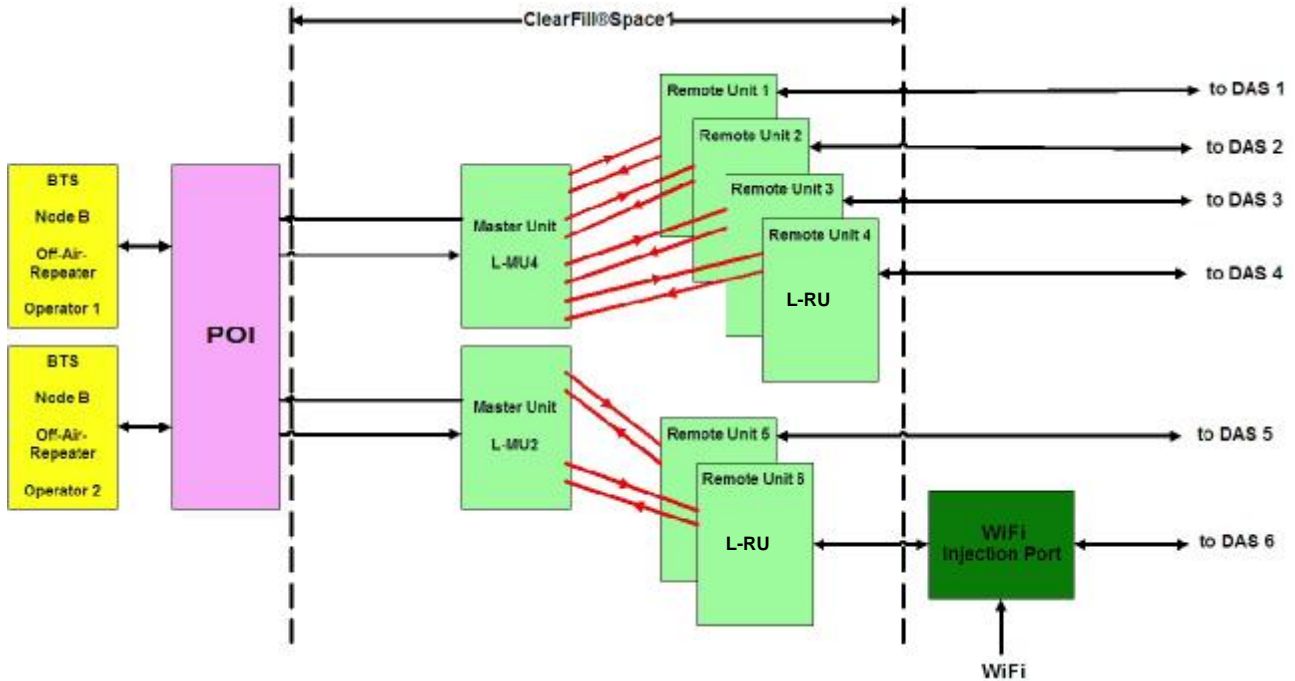 ClearFill®Space1
Remote Unit 1
to DAS 1
Remote Unit 2
to DAS 2
Remote Unit 3
to DAS 3
Remote Unit 4
L-RU
to DAS 4
BTS
Node B
Off-Air-
Repeater
Operator 1
POI
Master Unit
L-MU4
BTS
Node B
Off-Air-
Repeater
Operator 2
Master Unit
L-MU2
Remote Unit 5
to DAS 5
Remote Unit 6
L-RU
WiFi
Injection Port
to DAS 6
WiFi